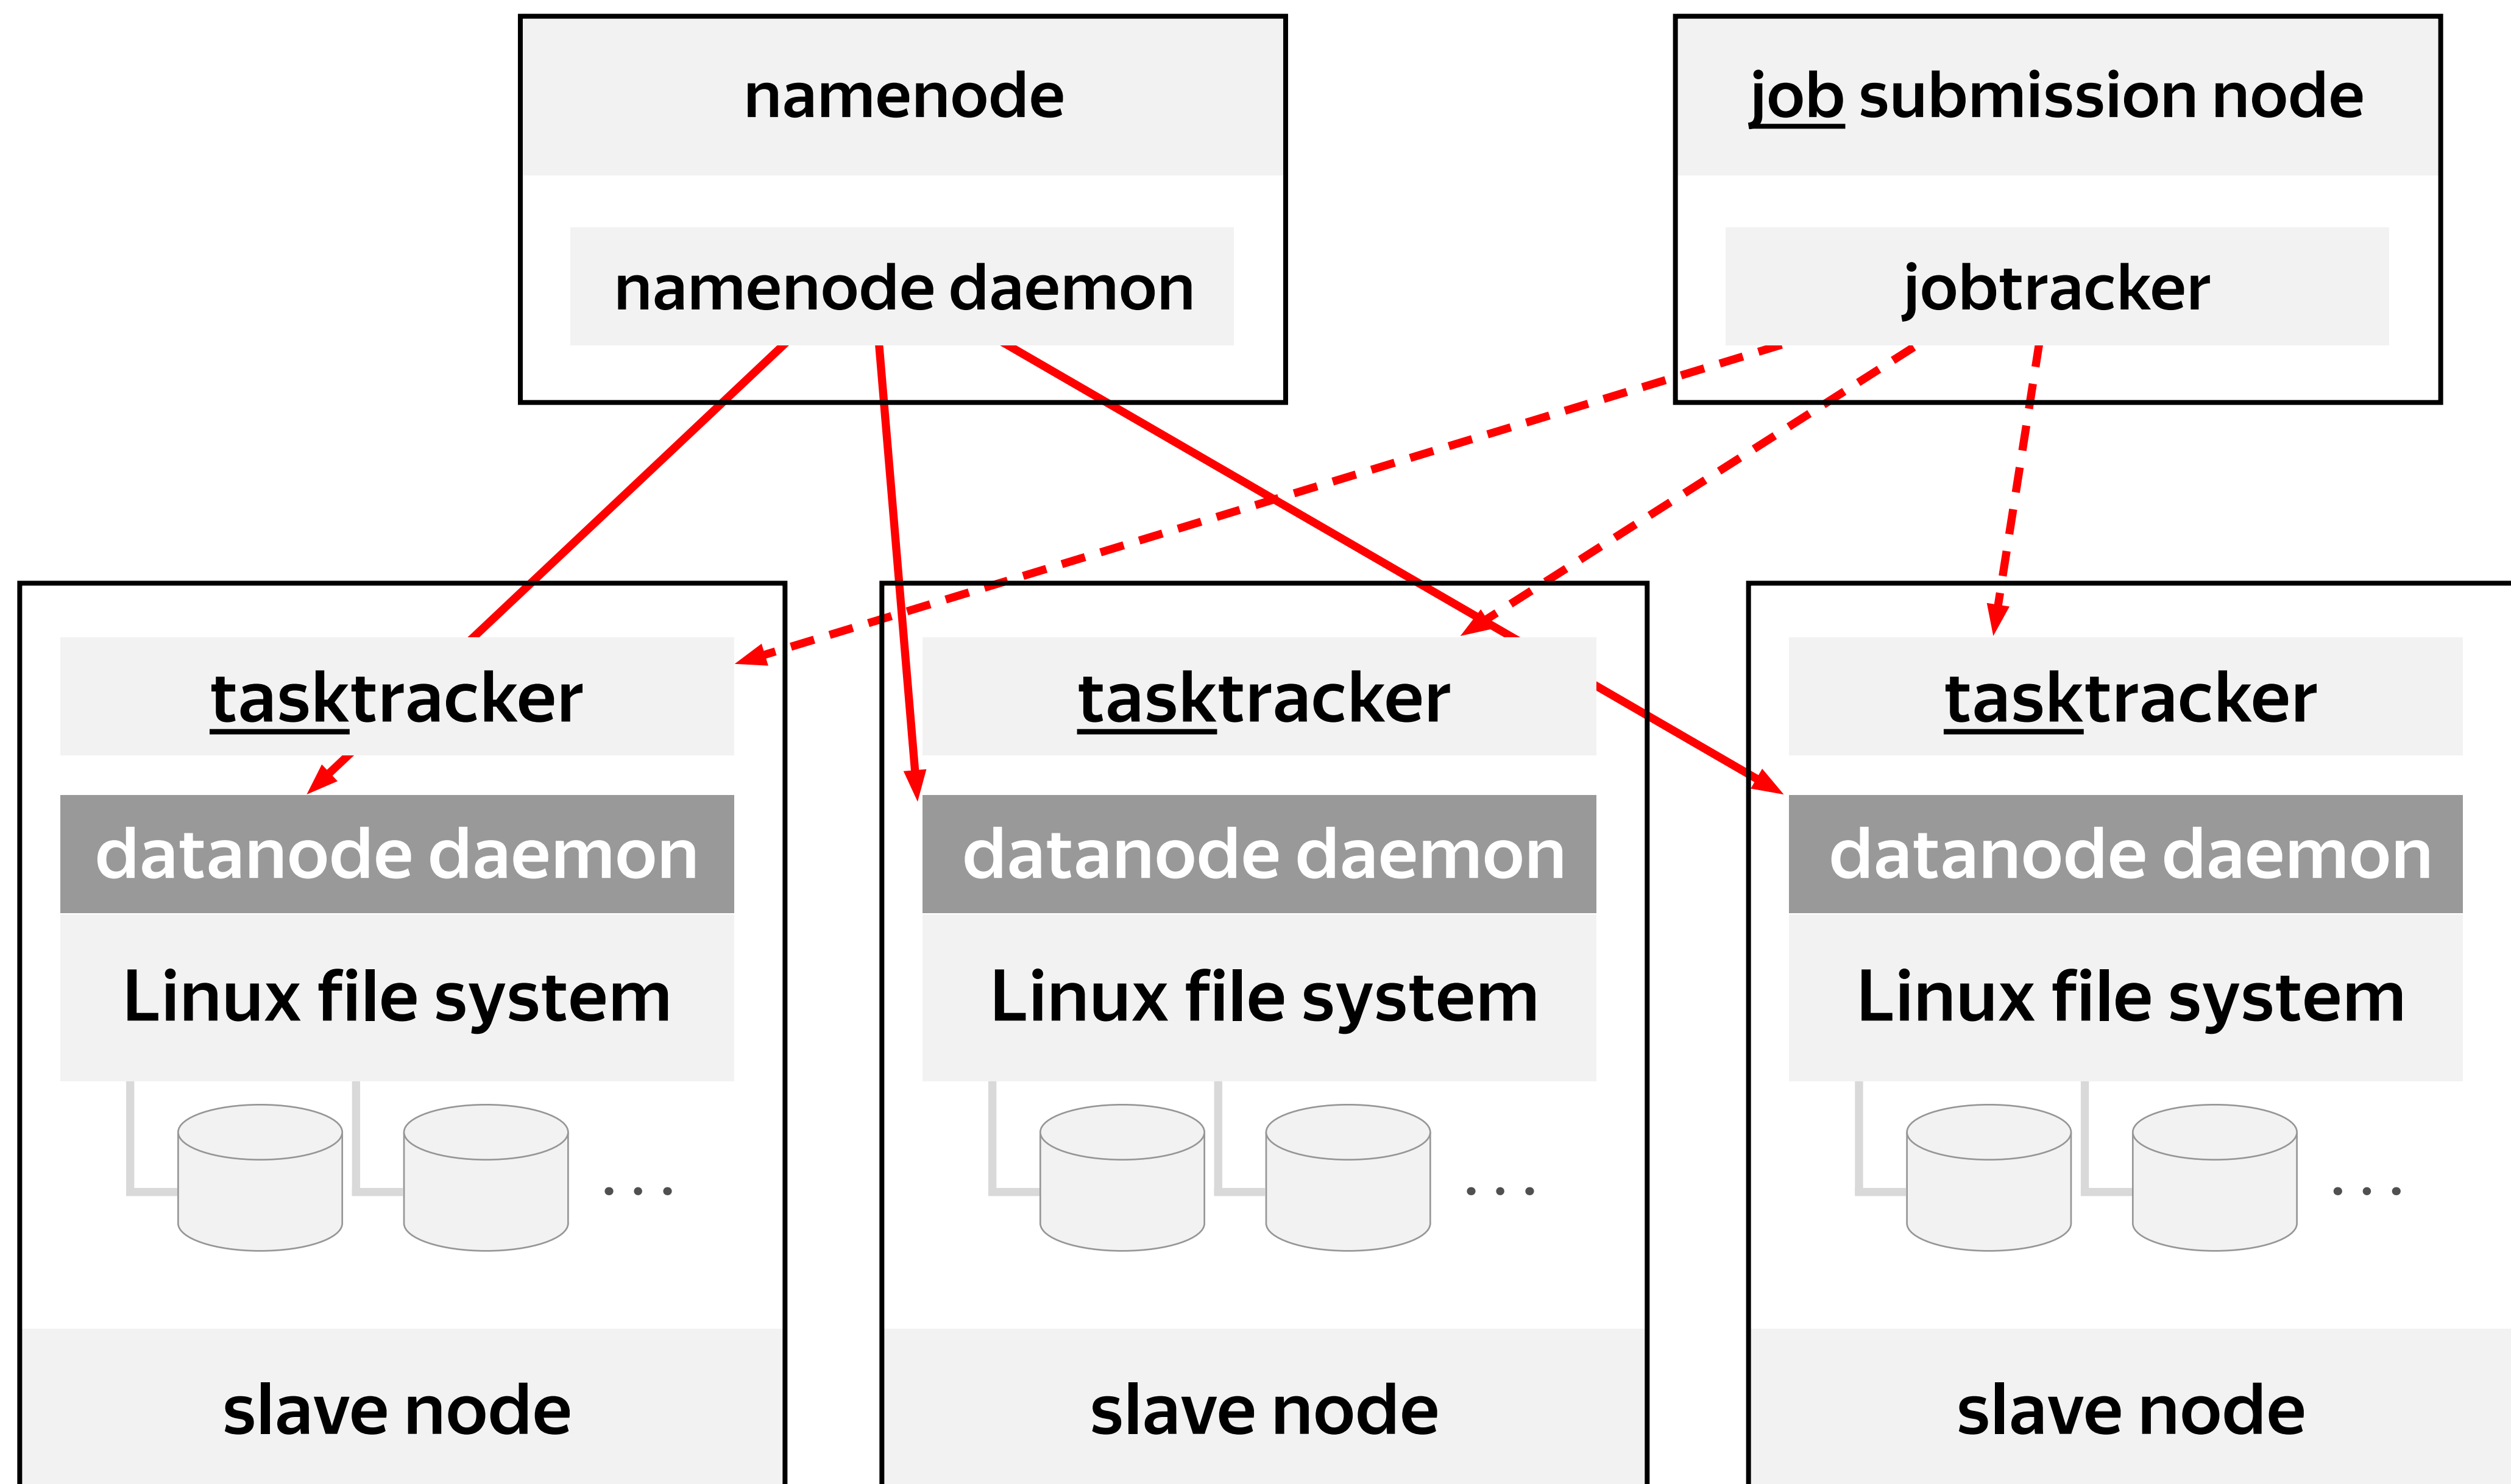 namenode
job submission node
namenode daemon
jobtracker
tasktracker
tasktracker
tasktracker
datanode daemon
datanode daemon
datanode daemon
Linux file system
Linux file system
Linux file system
. . .
. . .
. . .
slave node
slave node
slave node